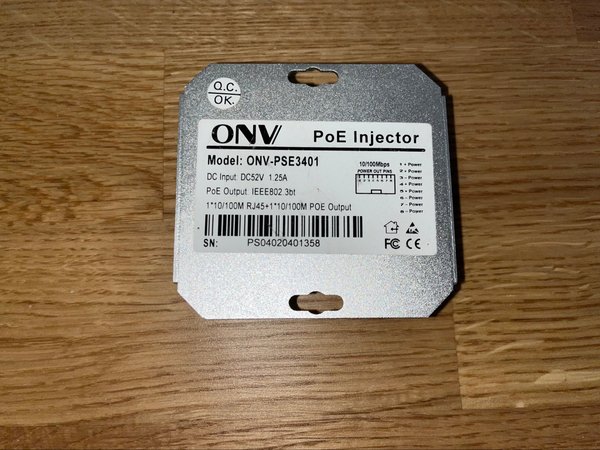 Q.C.
OK.
ONV PoE Injector
Model: ONV-PSE3401
DC Input: DC52V 1.25A
PoE Output: IEEE802.3bt
1*10/100M RJ45+1*10/100M POE Output
SN: PS04020401358
10/100Mbps
POWER OUT PINS
1 + Power
2 + Power
3 - Power
4 + Power
5 + Power
6 - Power
7 - Power
8 - Power
FC CE